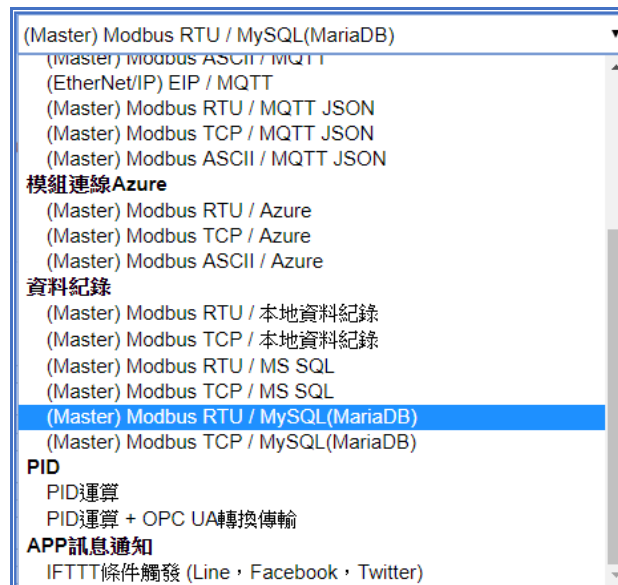 (Master) Modbus RTU / MySQL(MariaDB)
(Master) Modbus ASCII / MQTT
(EtherNet/IP) EIP / MQTT
(Master) Modbus RTU / MQTT JSON
(Master) Modbus TCP / MQTT JSON
(Master) Modbus ASCII / MQTT JSON
模組連線Azure
(Master) Modbus RTU / Azure
(Master) Modbus TCP / Azure
(Master) Modbus ASCII / Azure
資料紀錄
(Master) Modbus RTU / 本地資料紀錄
(Master) Modbus TCP / 本地資料紀錄
(Master) Modbus RTU / MS SQL
(Master) Modbus TCP / MS SQL
(Master) Modbus RTU / MySQL(MariaDB)
(Master) Modbus TCP / MySQL(MariaDB)
PID
PID運算
PID運算 + OPC UA轉換傳輸
APP訊息通知
IFTTT條件觸發 (Line，Facebook，Twitter)